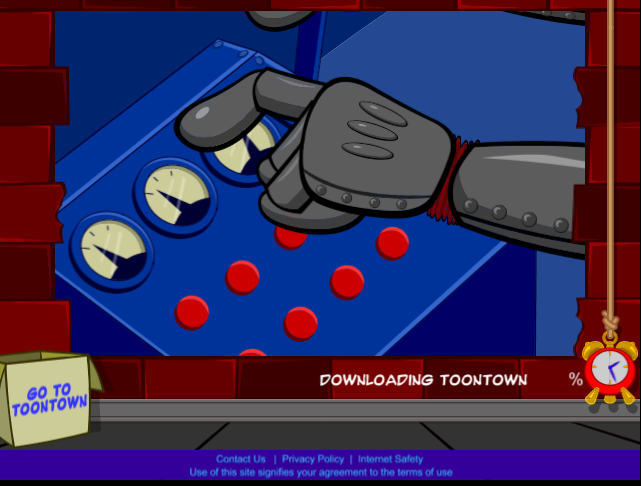 DOWNLOADING TOONTOWN %
GO TO
TOONTOWN
Contact Us | Privacy Policy | Internet Safety
Use of this site signifies your agreement to the terms of use